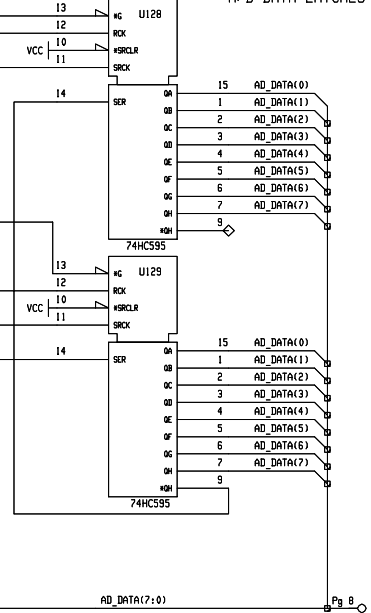 13 *G U128
12 RCK
VCC 10 *SRCLR
11 SRCK
14 SER
QA 15 AD_DATA(0)
QB 1 AD_DATA(1)
QC 2 AD_DATA(2)
QD 3 AD_DATA(3)
QE 4 AD_DATA(4)
QF 5 AD_DATA(5)
QG 6 AD_DATA(6)
QH 7 AD_DATA(7)
*QH 9
74HC595
13 *G U129
12 RCK
VCC 10 *SRCLR
11 SRCK
14 SER
QA 15 AD_DATA(0)
QB 1 AD_DATA(1)
QC 2 AD_DATA(2)
QD 3 AD_DATA(3)
QE 4 AD_DATA(4)
QF 5 AD_DATA(5)
QG 6 AD_DATA(6)
QH 7 AD_DATA(7)
*QH 9
74HC595
AD_DATA(7:0) Pg 8